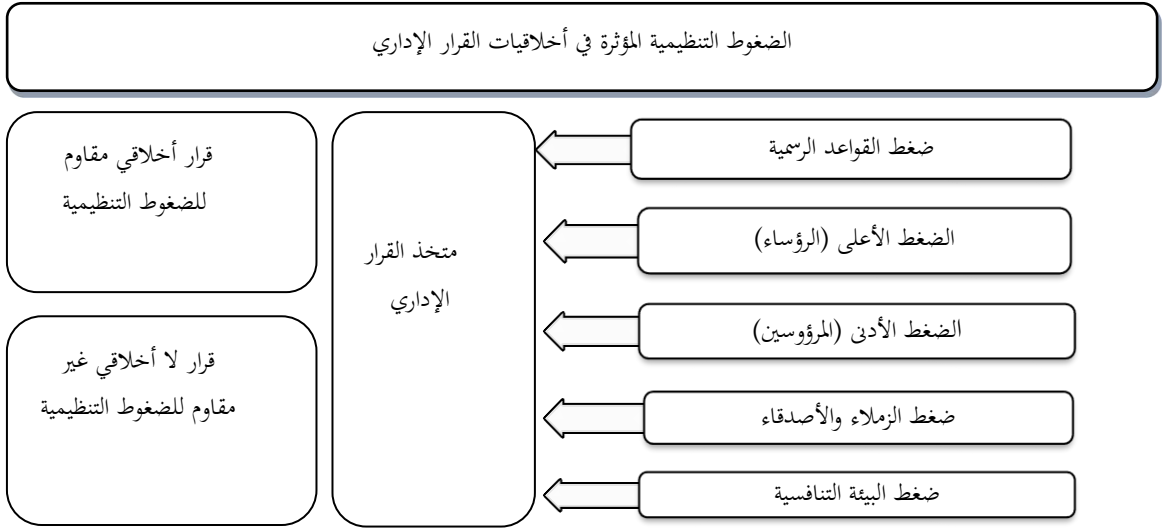 الضغوط التنظيمية المؤثرة في أخلاقيات القرار الإداري
ضغط القواعد الرسمية
الضغط الأعلى (الرؤساء)
الضغط الأدنى (المرؤوسين)
ضغط الزملاء والأصدقاء
ضغط البيئة التنافسية
متخذ القرار
الإداري
قرار أخلاقي مقاوم
للضغوط التنظيمية
قرار لا أخلاقي غير
مقاوم للضغوط التنظيمية